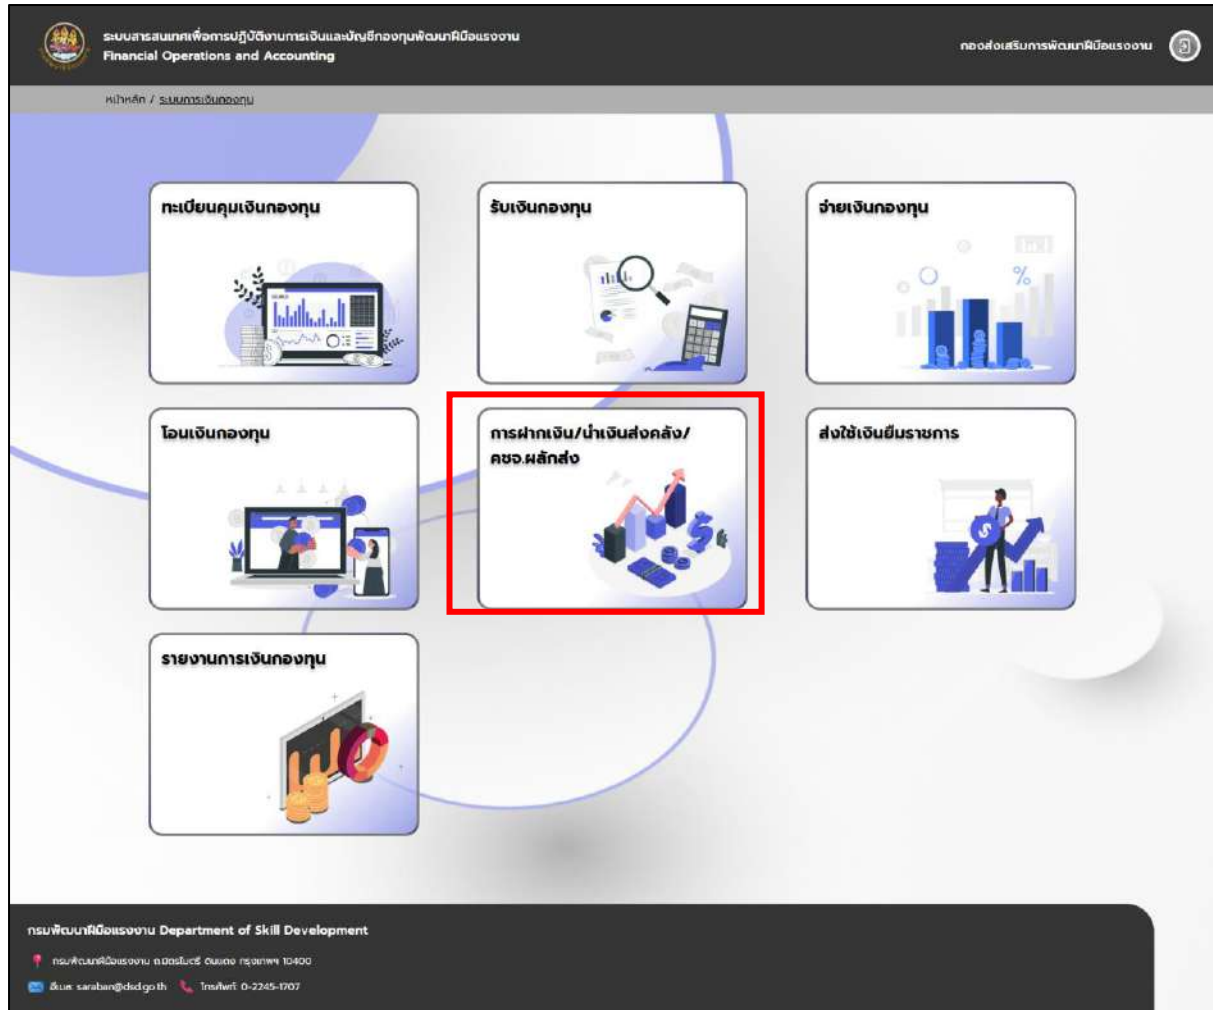 ระบบสารสนเทศเพื่อการปฏิบัติงานการเงินและบัญชีกองทุนพัฒนาฝีมือแรงงาน
Financial Operations and Accounting
กองส่งเสริมการพัฒนาฝีมือแรงงาน
หน้าหลัก / ระบบการเงินกองทุน
ทะเบียนคุมเงินกองทุน
รับเงินกองทุน
จ่ายเงินกองทุน
โอนเงินกองทุน
การฝากเงิน/นำเงินส่งคลัง/
คชจ.ผลักส่ง
ส่งใช้เงินยืมราชการ
รายงานการเงินกองทุน
กรมพัฒนาฝีมือแรงงาน Department of Skill Development
กรมพัฒนาฝีมือแรงงาน ถ.มิตรไมตรี ดินแดง กรุงเทพฯ 10400
อีเมล: saraban@dsd.go.th โทรศัพท์: 0-2245-1707